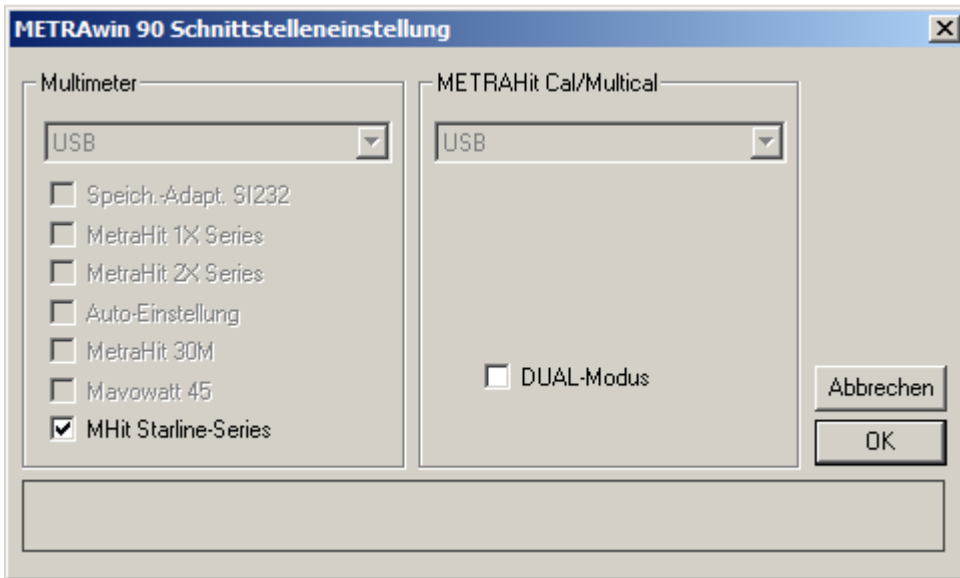 METRAwin 90 Schnittstelleneinstellung
Multimeter
USB
Speich.-Adapt. SI232
MetraHit 1X Series
MetraHit 2X Series
Auto-Einstellung
MetraHit 30M
Mavowatt 45
MHit Starline-Series
METRAHit Cal/Multical
USB
DUAL-Modus
Abbrechen
OK